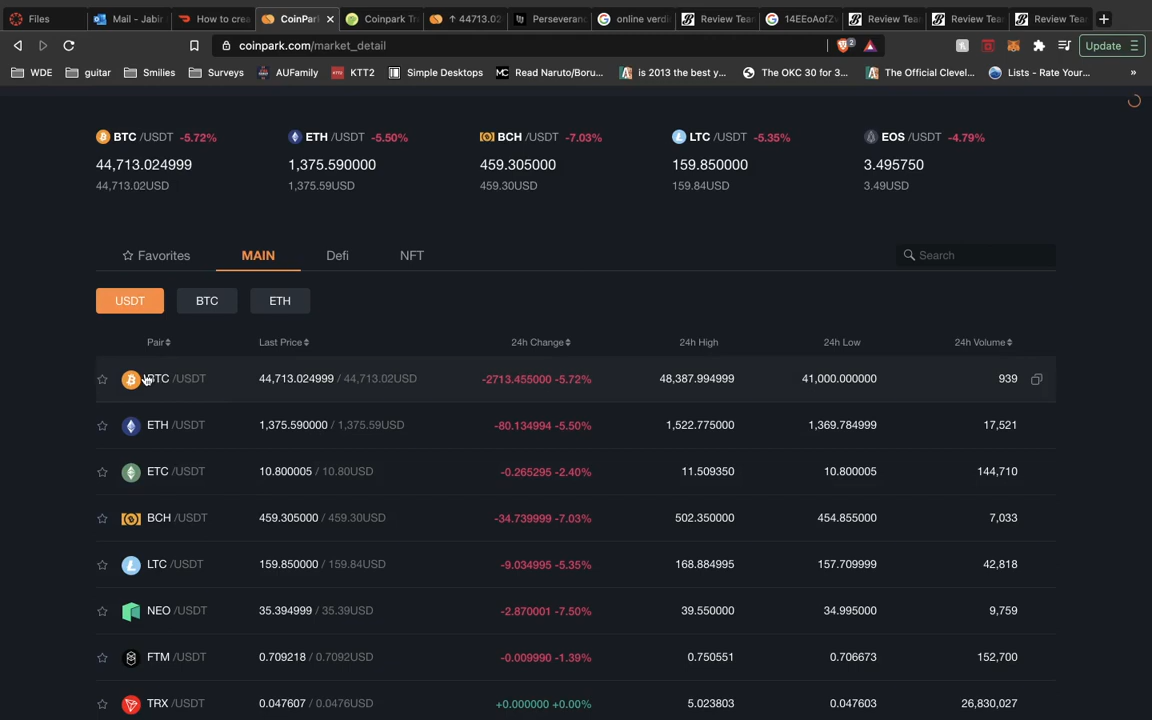 Files
Mail - Jabir
How to crea
CoinPark
Coinpark Tr
↑ 44713.02
Perseveranc
online verdi
Review Tea
14EEoAofZ
Review Tea
Review Tea
Review Tea
coinpark.com/market_detail
2
Update
WDE
guitar
Smilies
Surveys
AUFamily
KTT2
Simple Desktops
MC Read Naruto/Boru...
is 2013 the best y...
The OKC 30 for 3...
The Official Clevel...
Lists - Rate Your...
»
BTC /USDT -5.72%
ETH /USDT -5.50%
BCH /USDT -7.03%
LTC /USDT -5.35%
EOS /USDT -4.79%
44,713.024999
1,375.590000
459.305000
159.850000
3.495750
44,713.02USD
1,375.59USD
459.30USD
159.84USD
3.49USD
Favorites
MAIN
Defi
NFT
Search
USDT
BTC
ETH
Pair
Last Price
24h Change
24h High
24h Low
24h Volume
BTC /USDT 44,713.024999 / 44,713.02USD -2713.455000 -5.72% 48,387.994999 41,000.000000 939
ETH /USDT 1,375.590000 / 1,375.59USD -80.134994 -5.50% 1,522.775000 1,369.784999 17,521
ETC /USDT 10.800005 / 10.80USD -0.265295 -2.40% 11.509350 10.800005 144,710
BCH /USDT 459.305000 / 459.30USD -34.739999 -7.03% 502.350000 454.855000 7,033
LTC /USDT 159.850000 / 159.84USD -9.034995 -5.35% 168.884995 157.709999 42,818
NEO /USDT 35.394999 / 35.39USD -2.870001 -7.50% 39.550000 34.995000 9,759
FTM /USDT 0.709218 / 0.7092USD -0.009990 -1.39% 0.750551 0.706673 152,700
TRX /USDT 0.047607 / 0.0476USD +0.000000 +0.00% 5.023803 0.047603 26,830,027